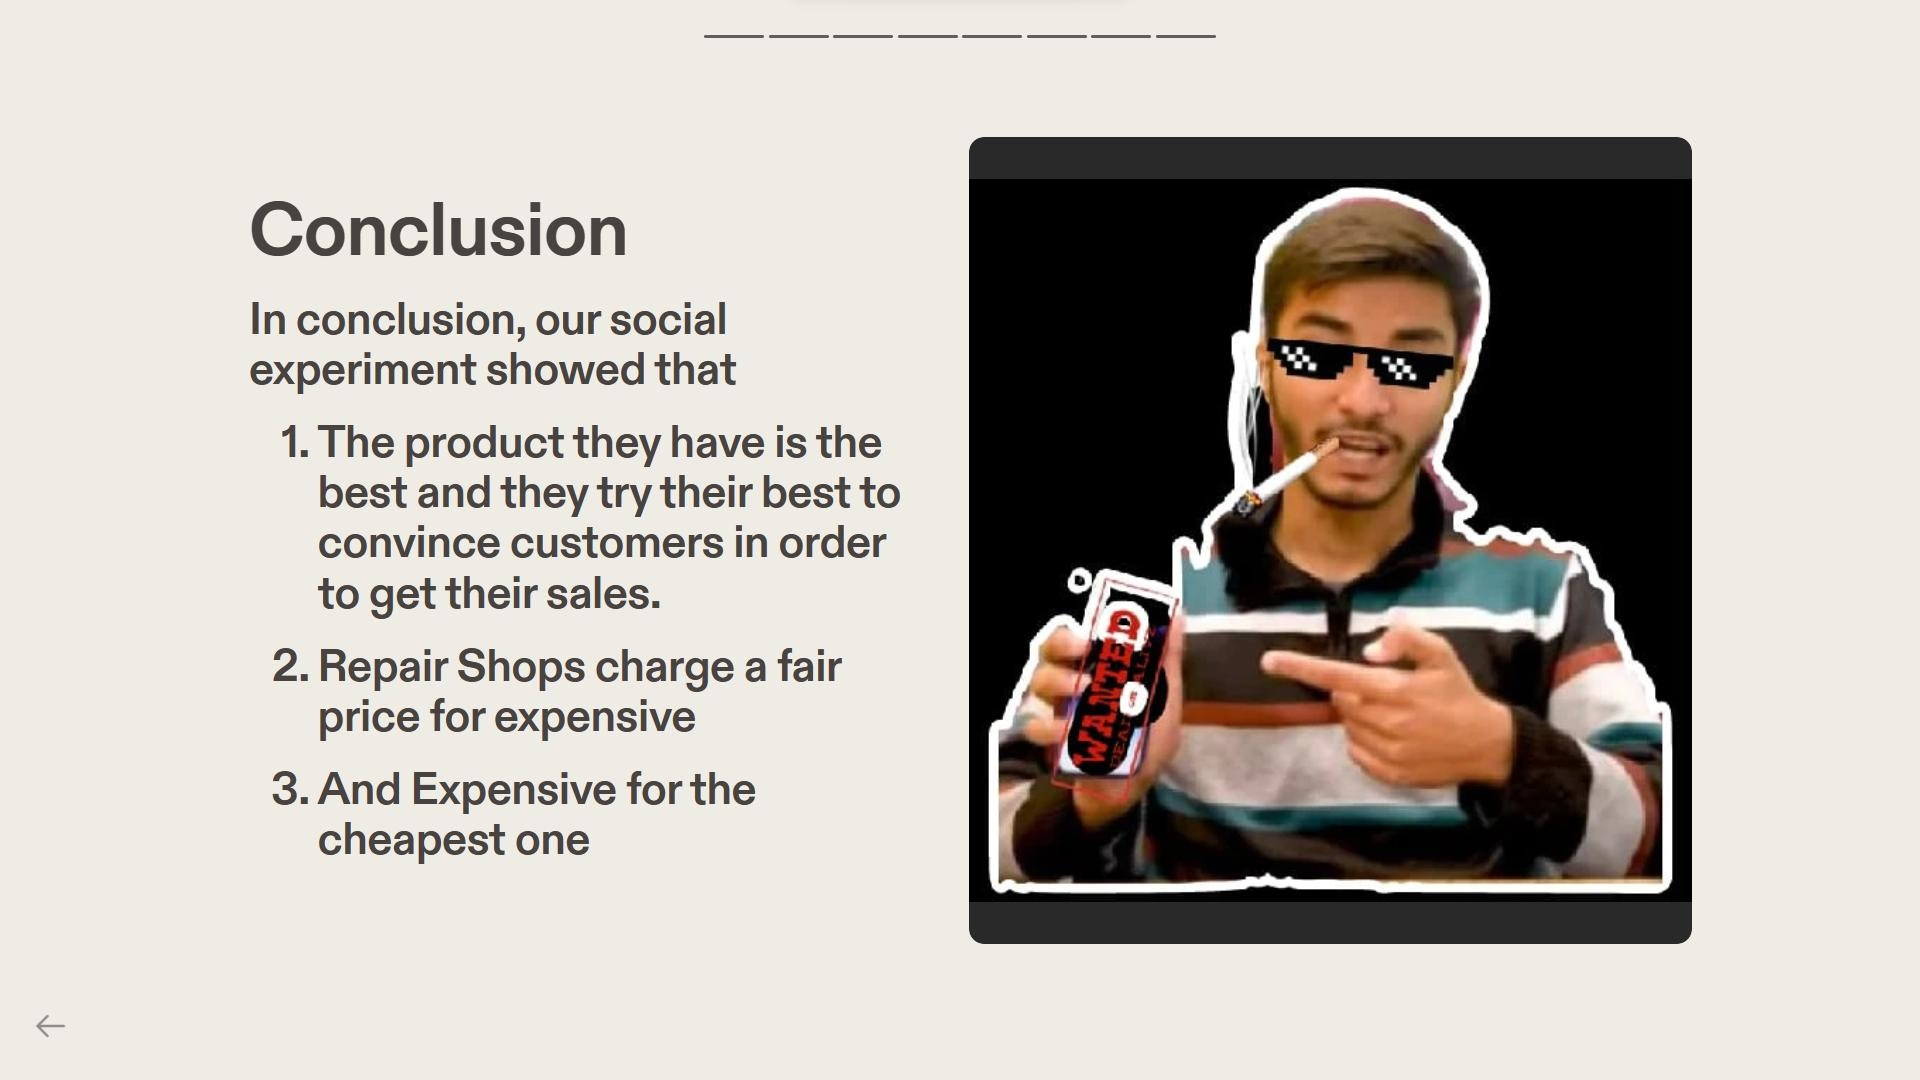 Conclusion
In conclusion, our social
experiment showed that
1. The product they have is the
best and they try their best to
convince customers in order
to get their sales.
2. Repair Shops charge a fair
price for expensive
3. And Expensive for the
cheapest one
WANTED